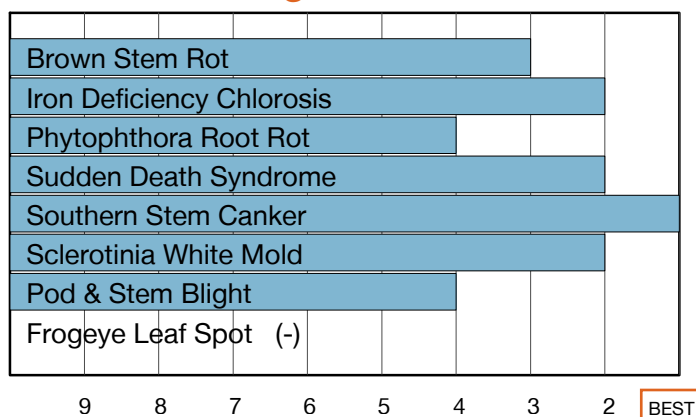 Brown Stem Rot
Iron Deficiency Chlorosis
Phytophthora Root Rot
Sudden Death Syndrome
Southern Stem Canker
Sclerotinia White Mold
Pod & Stem Blight
Frogeye Leaf Spot (-)
9 8 7 6 5 4 3 2 BEST